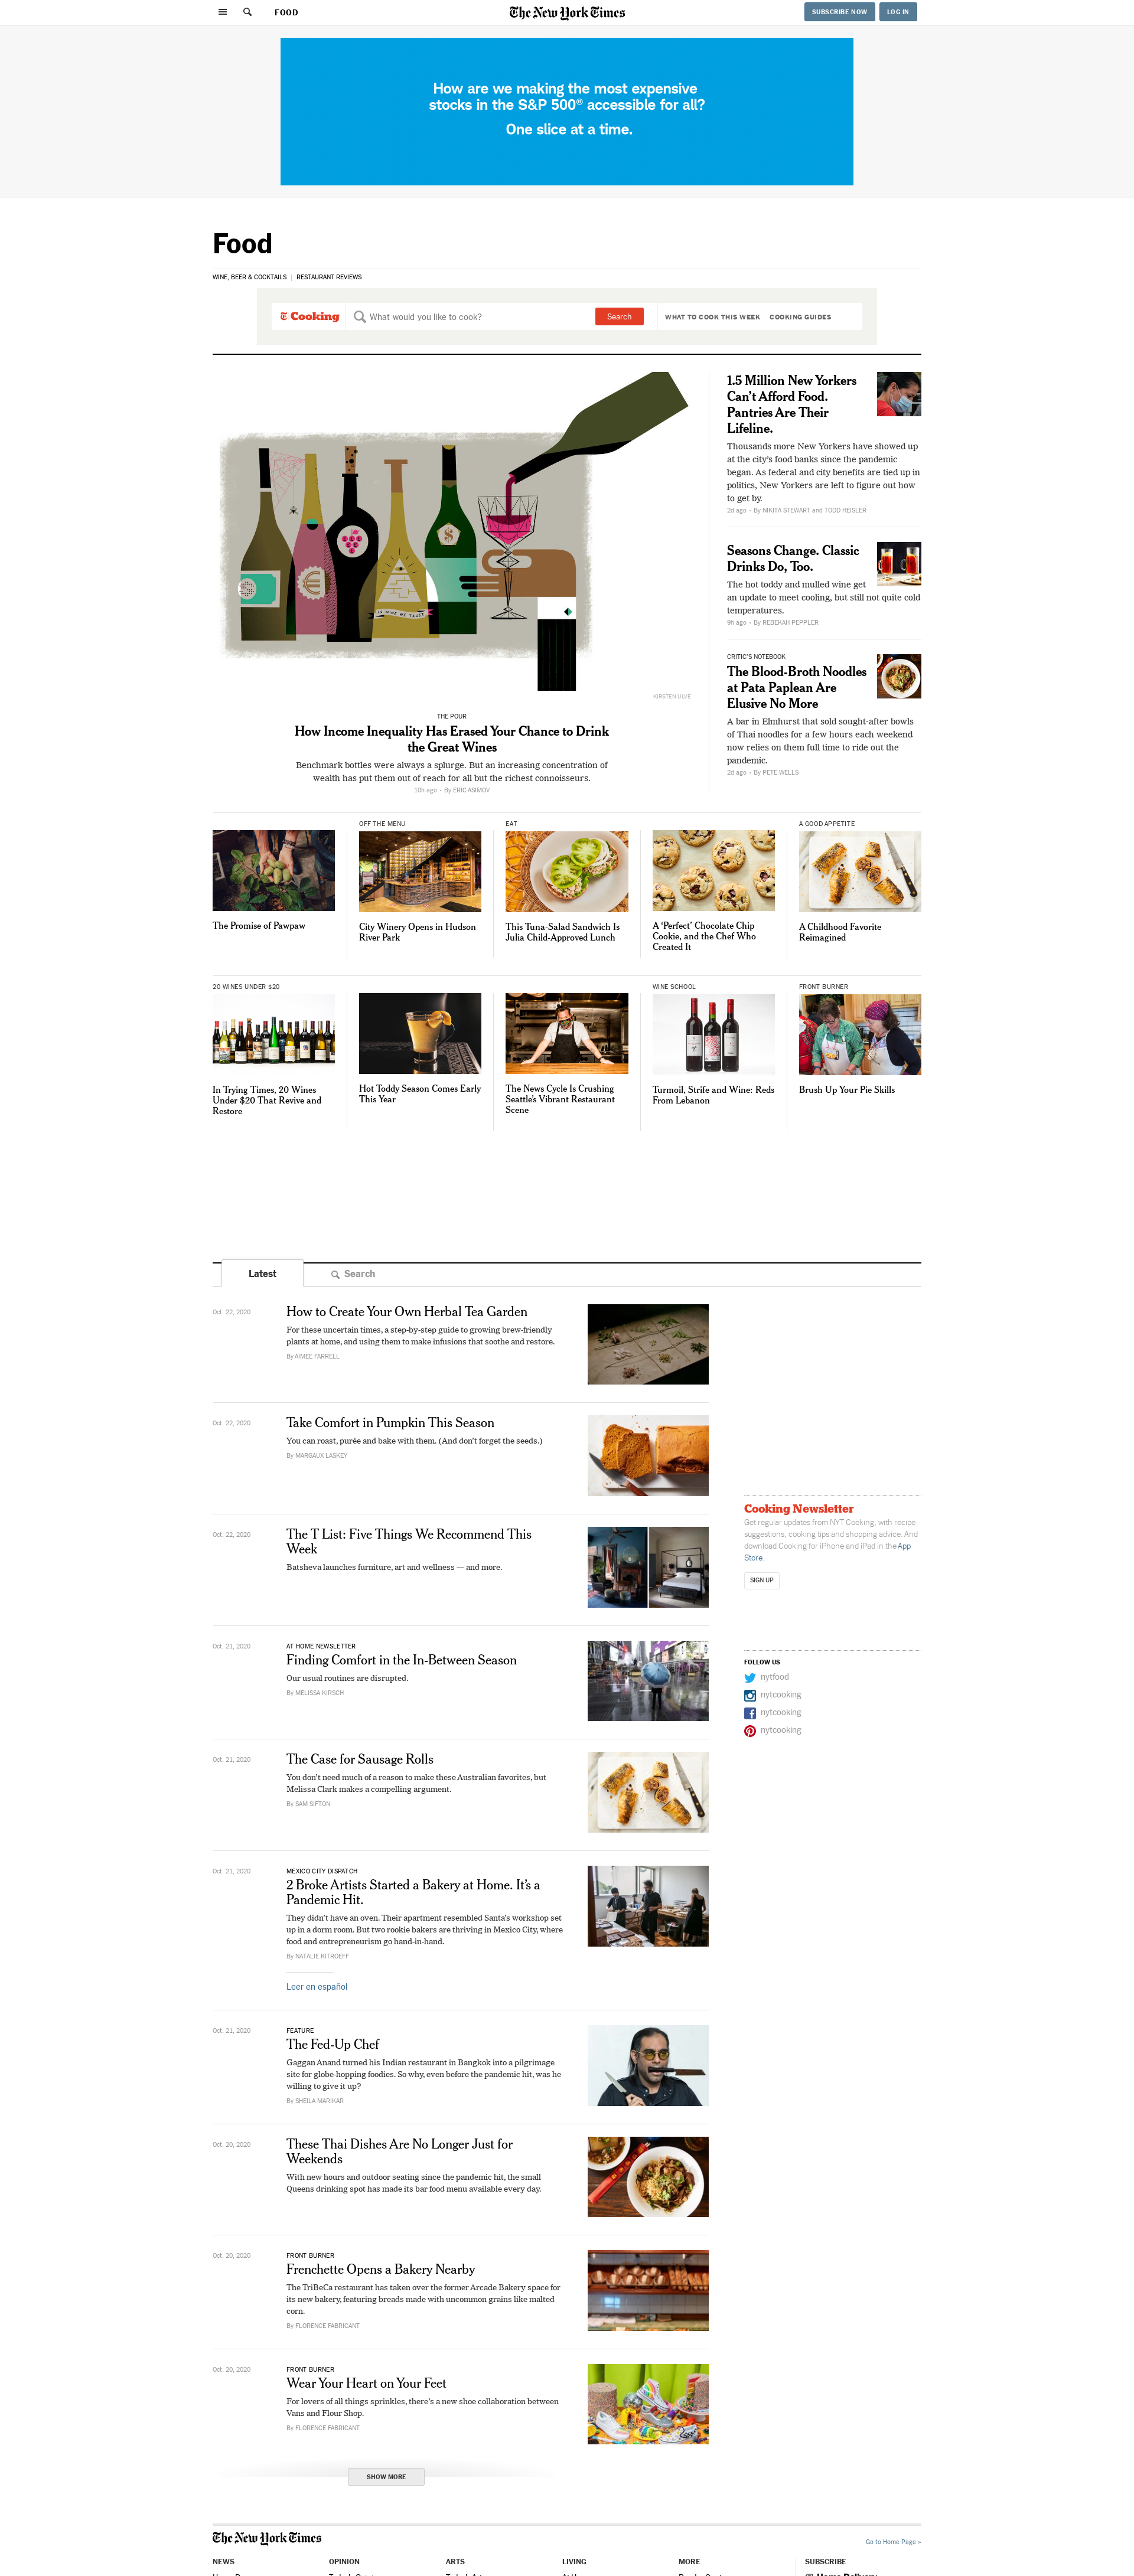 FOOD
The New York Times
SUBSCRIBE NOW
LOG IN
How are we making the most expensive
stocks in the S&P 500® accessible for all?
One slice at a time.
Food
WINE, BEER & COCKTAILS
RESTAURANT REVIEWS
Cooking
What would you like to cook?
Search
WHAT TO COOK THIS WEEK
COOKING GUIDES
KIRSTEN ULVE
THE POUR
How Income Inequality Has Erased Your Chance to Drink
the Great Wines
Benchmark bottles were always a splurge. But an increasing concentration of
wealth has put them out of reach for all but the richest connoisseurs.
10h ago • By ERIC ASIMOV
1.5 Million New Yorkers
Can’t Afford Food.
Pantries Are Their
Lifeline.
Thousands more New Yorkers have showed up
at the city’s food banks since the pandemic
began. As federal and city benefits are tied up in
politics, New Yorkers are left to figure out how
to get by.
2d ago • By NIKITA STEWART and TODD HEISLER
Seasons Change. Classic
Drinks Do, Too.
The hot toddy and mulled wine get
an update to meet cooling, but still not quite cold
temperatures.
9h ago • By REBEKAH PEPPLER
CRITIC’S NOTEBOOK
The Blood-Broth Noodles
at Pata Paplean Are
Elusive No More
A bar in Elmhurst that sold sought-after bowls
of Thai noodles for a few hours each weekend
now relies on them full time to ride out the
pandemic.
2d ago • By PETE WELLS
The Promise of Pawpaw
OFF THE MENU
City Winery Opens in Hudson
River Park
EAT
This Tuna-Salad Sandwich Is
Julia Child-Approved Lunch
A ‘Perfect’ Chocolate Chip
Cookie, and the Chef Who
Created It
A GOOD APPETITE
A Childhood Favorite
Reimagined
20 WINES UNDER $20
In Trying Times, 20 Wines
Under $20 That Revive and
Restore
Hot Toddy Season Comes Early
This Year
The News Cycle Is Crushing
Seattle’s Vibrant Restaurant
Scene
WINE SCHOOL
Turmoil, Strife and Wine: Reds
From Lebanon
FRONT BURNER
Brush Up Your Pie Skills
Latest
Search
Oct. 22, 2020
How to Create Your Own Herbal Tea Garden
For these uncertain times, a step-by-step guide to growing brew-friendly
plants at home, and using them to make infusions that soothe and restore.
By AIMEE FARRELL
Oct. 22, 2020
Take Comfort in Pumpkin This Season
You can roast, purée and bake with them. (And don’t forget the seeds.)
By MARGAUX LASKEY
Oct. 22, 2020
The T List: Five Things We Recommend This
Week
Batsheva launches furniture, art and wellness — and more.
Oct. 21, 2020
AT HOME NEWSLETTER
Finding Comfort in the In-Between Season
Our usual routines are disrupted.
By MELISSA KIRSCH
Oct. 21, 2020
The Case for Sausage Rolls
You don’t need much of a reason to make these Australian favorites, but
Melissa Clark makes a compelling argument.
By SAM SIFTON
Oct. 21, 2020
MEXICO CITY DISPATCH
2 Broke Artists Started a Bakery at Home. It’s a
Pandemic Hit.
They didn’t have an oven. Their apartment resembled Santa’s workshop set
up in a dorm room. But two rookie bakers are thriving in Mexico City, where
food and entrepreneurism go hand-in-hand.
By NATALIE KITROEFF
Leer en español
Oct. 21, 2020
FEATURE
The Fed-Up Chef
Gaggan Anand turned his Indian restaurant in Bangkok into a pilgrimage
site for globe-hopping foodies. So why, even before the pandemic hit, was he
willing to give it up?
By SHEILA MARIKAR
Oct. 20, 2020
These Thai Dishes Are No Longer Just for
Weekends
With new hours and outdoor seating since the pandemic hit, the small
Queens drinking spot has made its bar food menu available every day.
Oct. 20, 2020
FRONT BURNER
Frenchette Opens a Bakery Nearby
The TriBeCa restaurant has taken over the former Arcade Bakery space for
its new bakery, featuring breads made with uncommon grains like malted
corn.
By FLORENCE FABRICANT
Oct. 20, 2020
FRONT BURNER
Wear Your Heart on Your Feet
For lovers of all things sprinkles, there’s a new shoe collaboration between
Vans and Flour Shop.
By FLORENCE FABRICANT
SHOW MORE
Cooking Newsletter
Get regular updates from NYT Cooking, with recipe
suggestions, cooking tips and shopping advice. And
download Cooking for iPhone and iPad in the App
Store.
SIGN UP
FOLLOW US
nytfood
nytcooking
nytcooking
nytcooking
The New York Times
Go to Home Page »
NEWS
OPINION
ARTS
LIVING
MORE
SUBSCRIBE